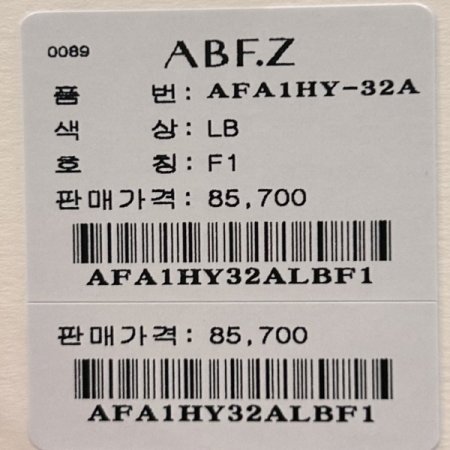 0089 ABF.Z
품 번: AFA1HY-32A
색 상: LB
호 칭: F1
판매가격: 85,700
AFA1HY32ALBF1
판매가격: 85,700
AFA1HY32ALBF1